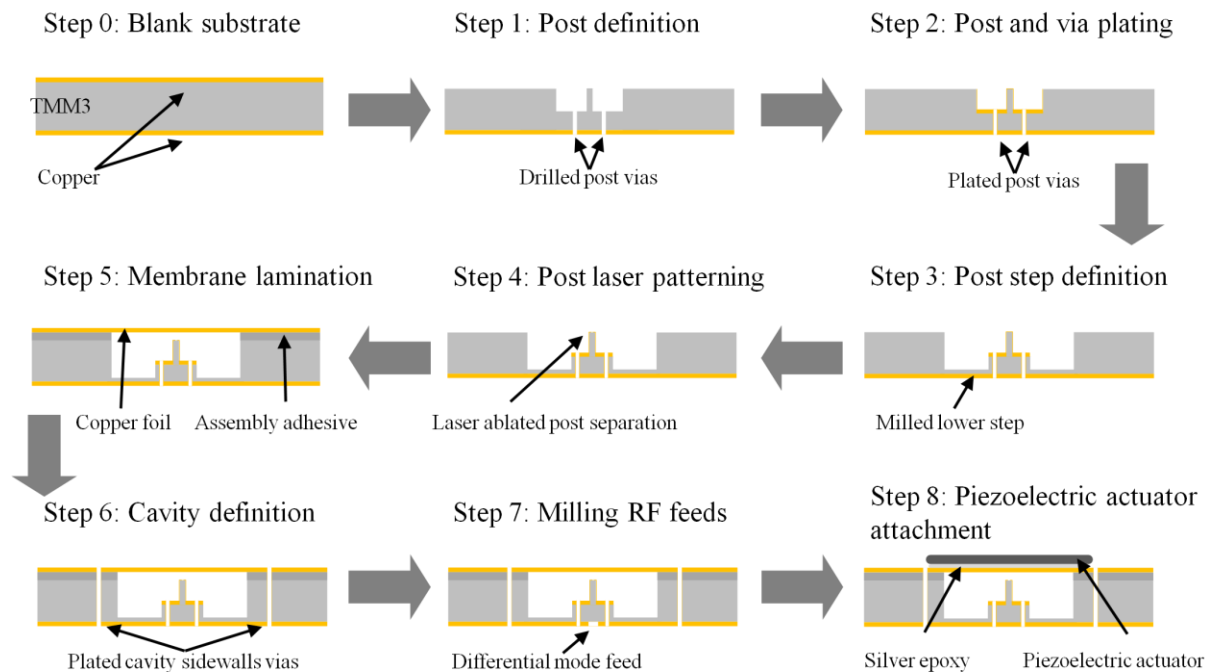 Step 0: Blank substrate
TMM3
Copper
Step 1: Post definition
Drilled post vias
Step 2: Post and via plating
Plated post vias
Step 3: Post step definition
Milled lower step
Step 4: Post laser patterning
Laser ablated post separation
Step 5: Membrane lamination
Copper foil
Assembly adhesive
Step 6: Cavity definition
Plated cavity sidewalls vias
Step 7: Milling RF feeds
Differential mode feed
Step 8: Piezoelectric actuator
attachment
Silver epoxy
Piezoelectric actuator